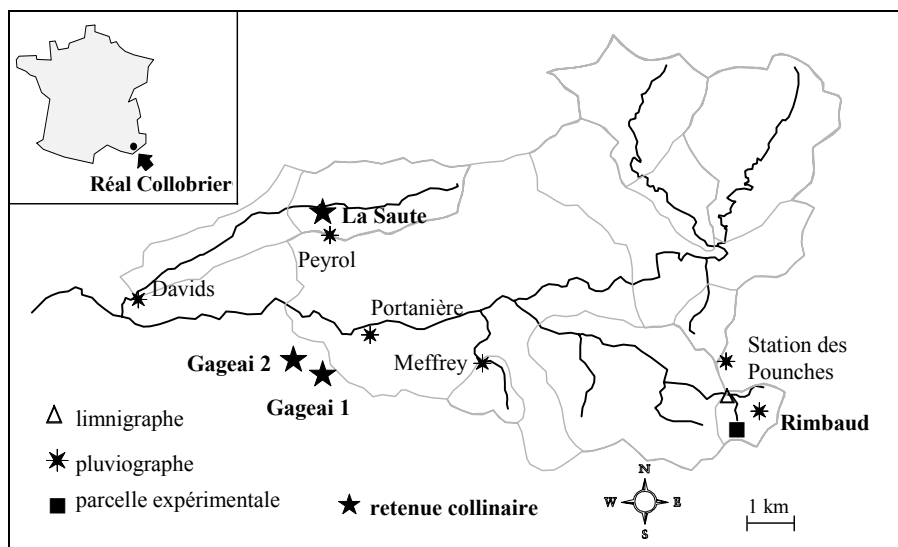 Réal Collobrier
La Saute
Peyrol
Davids
Portanière
Gageai 2
Meffrey
Station des
Pounches
Gageai 1
limnigraphe
Rimbaud
pluviographe
parcelle expérimentale
retenue collinaire
N
W
E
S
1 km